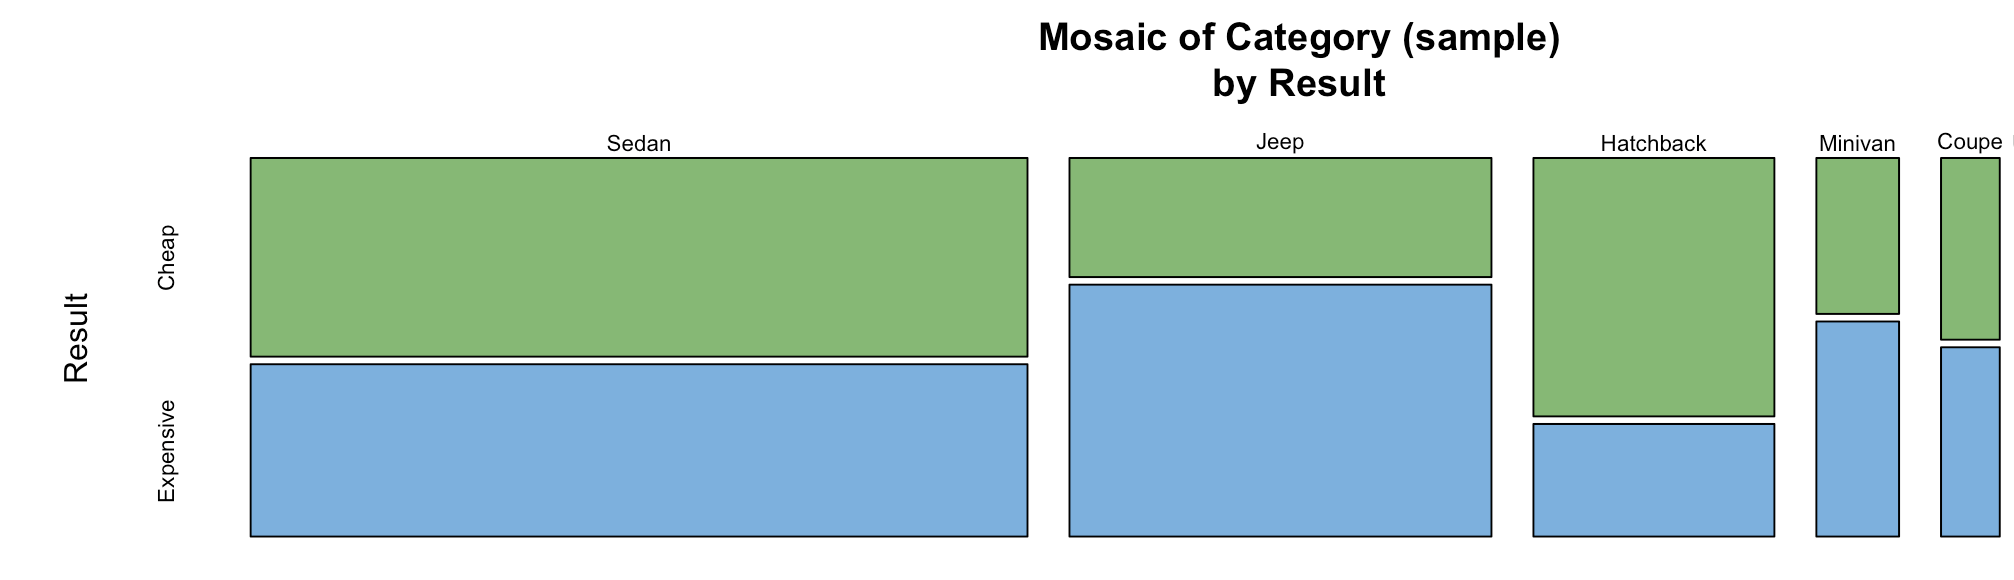 Mosaic of Category (sample)
by Result
Sedan
Jeep
Hatchback
Minivan
Coupe
Result
Cheap
Expensive